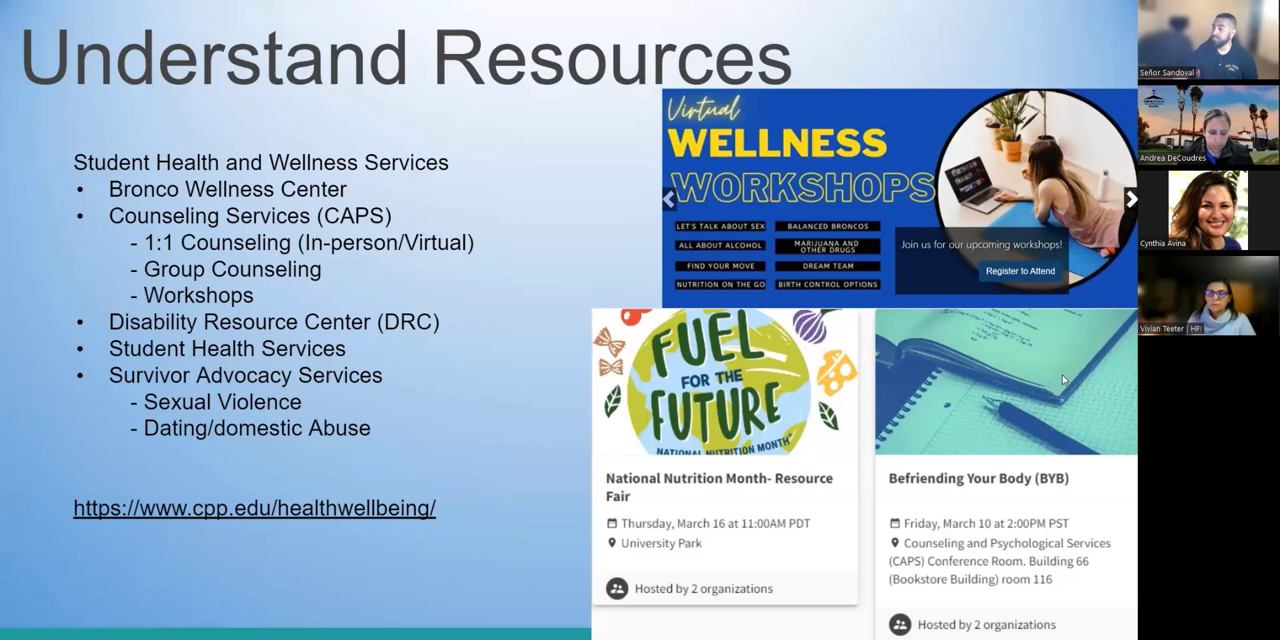 Understand Resources
Student Health and Wellness Services
• Bronco Wellness Center
• Counseling Services (CAPS)
- 1:1 Counseling (In-person/Virtual)
- Group Counseling
- Workshops
• Disability Resource Center (DRC)
• Student Health Services
• Survivor Advocacy Services
- Sexual Violence
- Dating/domestic Abuse
https://www.cpp.edu/healthwellbeing/
Virtual
WELLNESS
WORKSHOPS
LET'S TALK ABOUT SEX
ALL ABOUT ALCOHOL
FIND YOUR MOVE
NUTRITION ON THE GO
BALANCED BRONCOS
MARIJUANA AND
OTHER DRUGS
DREAM TEAM
BIRTH CONTROL OPTIONS
Join us for our upcoming workshops!
Register to Attend
FUEL
FOR THE
FUTURE
NATIONAL NUTRITION MONTH
National Nutrition Month- Resource
Fair
Thursday, March 16 at 11:00AM PDT
University Park
Hosted by 2 organizations
Befriending Your Body (BYB)
Friday, March 10 at 2:00PM PST
Counseling and Psychological Services
(CAPS) Conference Room. Building 66
(Bookstore Building) room 116
Hosted by 2 organizations
Señor Sandoval
Andrea DeCoudres
Cynthia Avina
Vivian Teeter | HPI